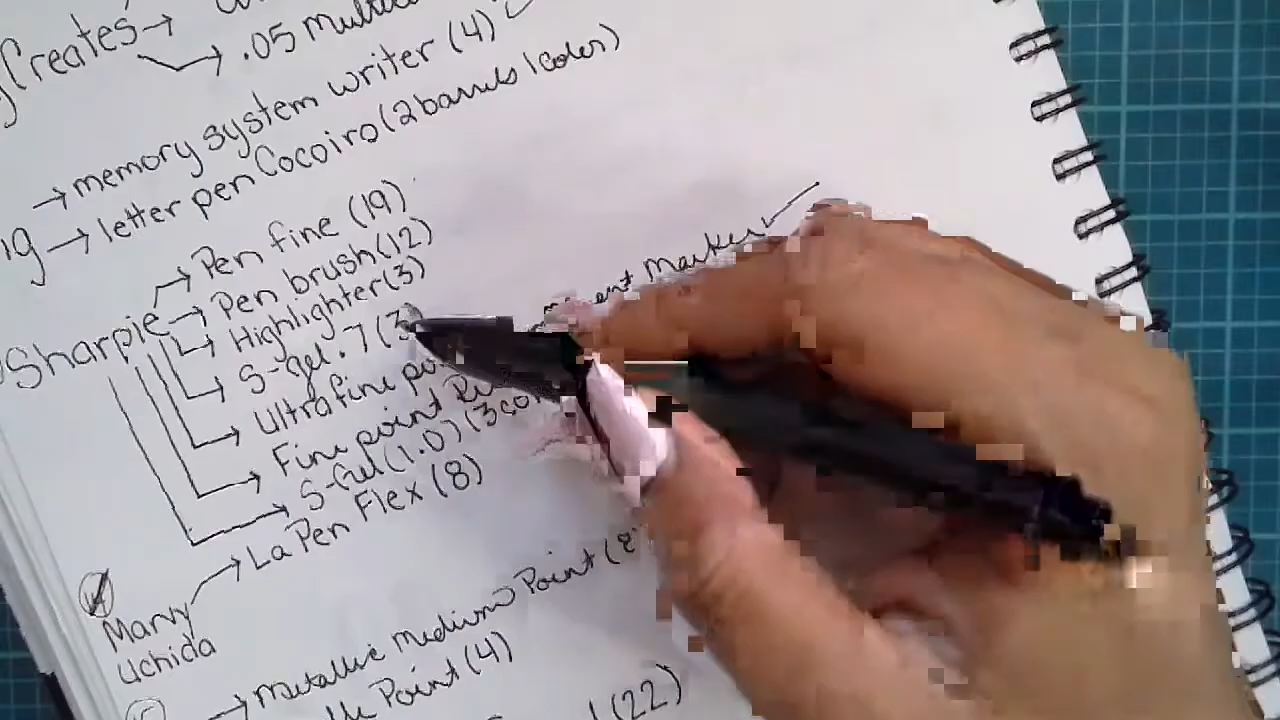 Creates →
→ .05
→ memory system writer (4) ✓
→ letter pen Cocoiro (2 barrels 1 color)
Sharpie → Pen fine (19)
→ Pen brush (12)
Highlighter (3)
S-gel .7 (3)
Ultrafine
Marker ✓
Fine point
S-Gel (1.0) (3
Marvy Uchida → La Pen Flex (8)
→ Metallic Medium Point (8
Point (4)
(22)